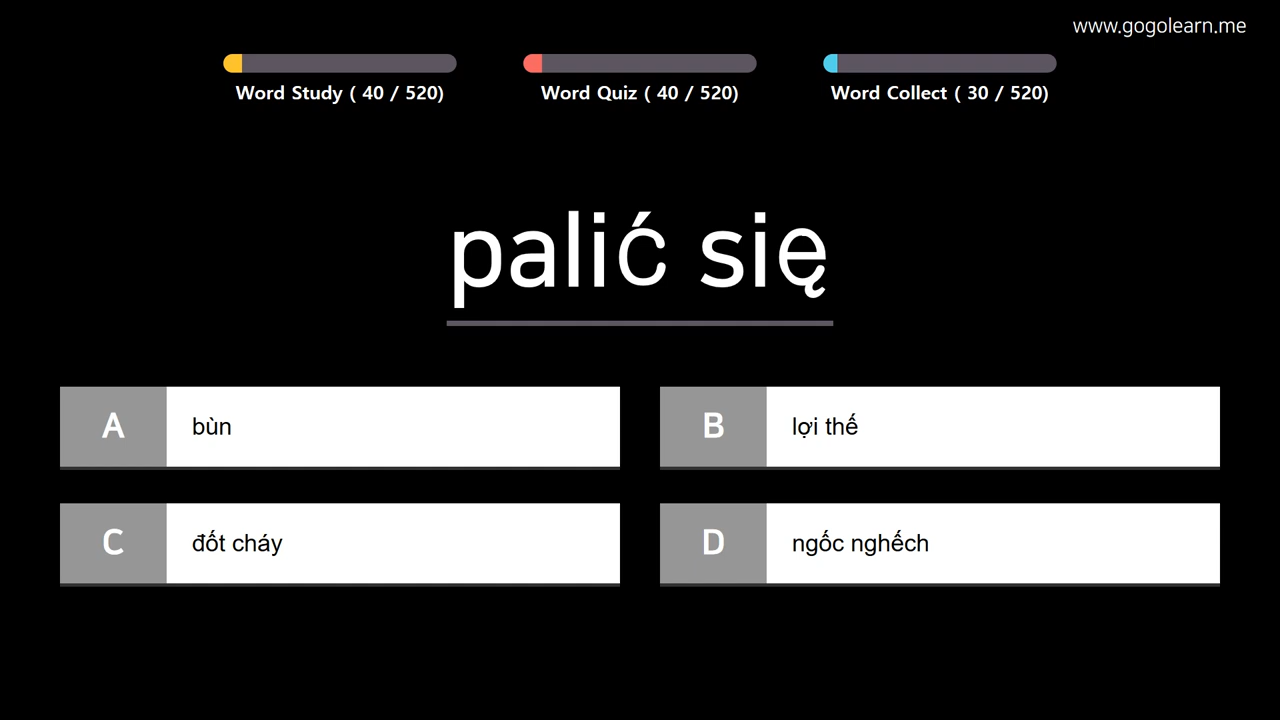 www.gogolearn.me
Word Study ( 40 / 520)
Word Quiz ( 40 / 520)
Word Collect ( 30 / 520)
palić się
A
bùn
B
lợi thế
C
đốt cháy
D
ngốc nghếch